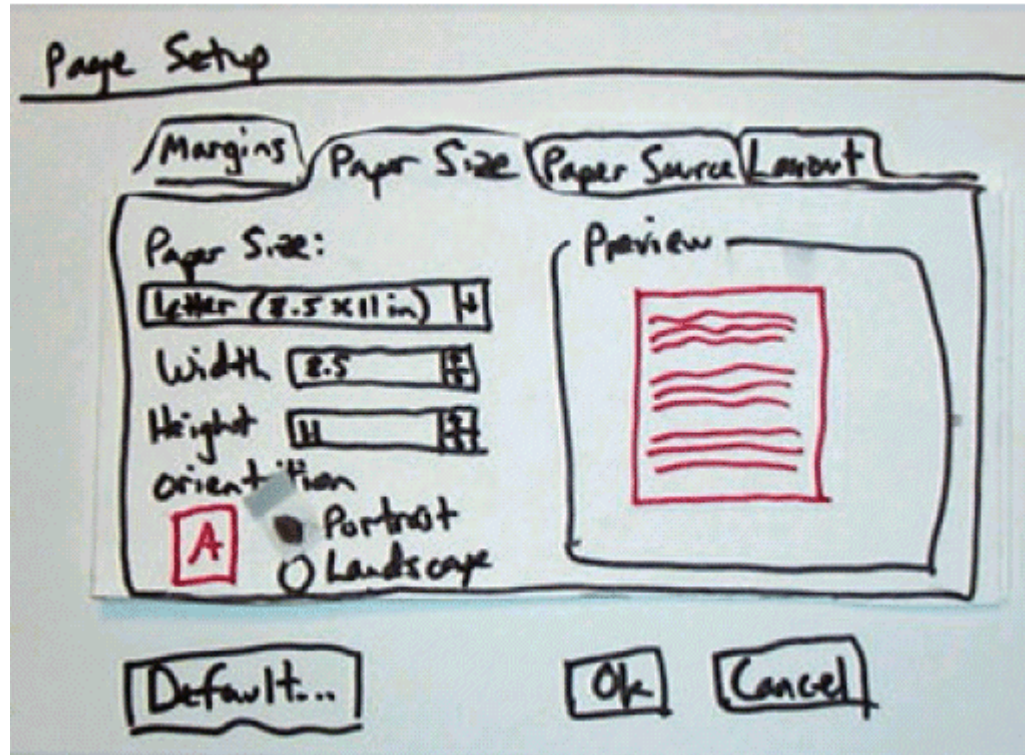 Page Setup
Margins Paper Size Paper Source Layout
Paper Size:
Letter (8.5 x 11 in)
Width 8.5
Height 11
orientation
A
Portrait
Landscape
Preview
Default... Ok Cancel